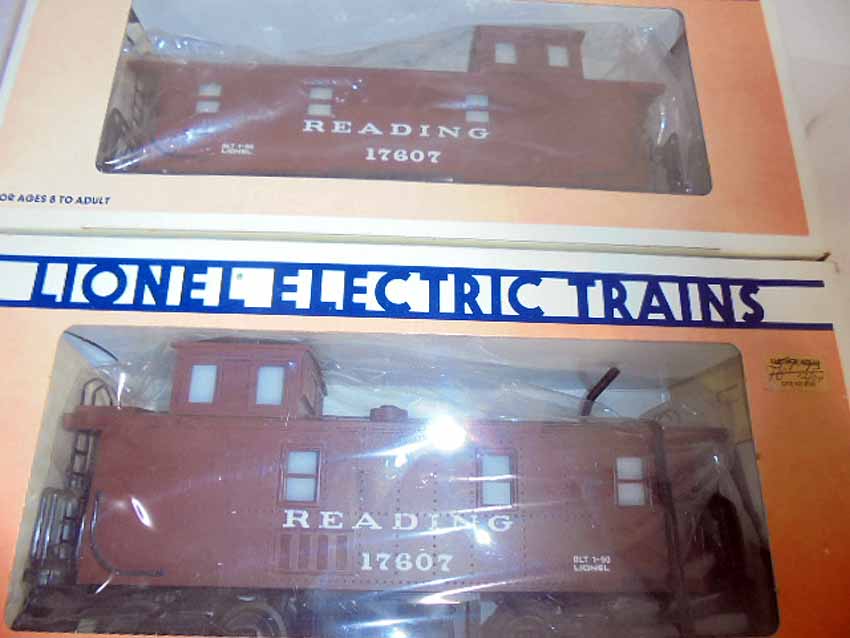 READING
BLT 1-90
LIONEL
17607
OR AGES 8 TO ADULT
LIONEL ELECTRIC TRAINS
READING
17607
BLT 1-90
LIONEL